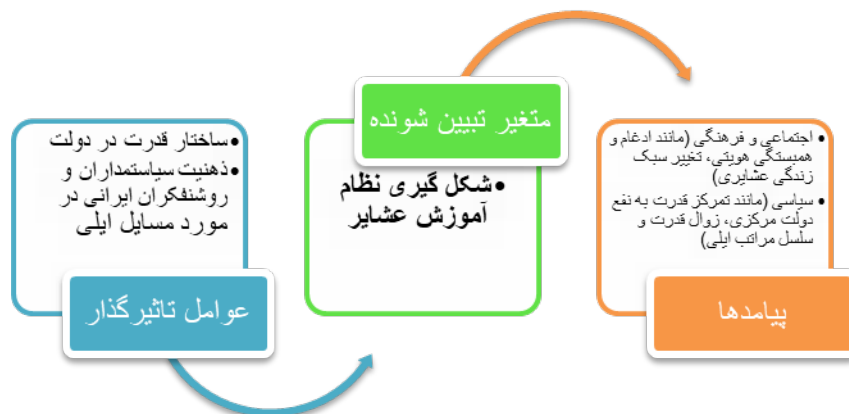 •ساختار قدرت در دولت
•ذهنیت سیاستمداران و
روشنفکران ایرانی در
مورد مسایل ایلی
عوامل تاثیرگذار
متغیر تبیین شونده
•شکل گیری نظام
آموزش عشایر
•اجتماعی و فرهنگی (مانند ادغام و
همبستگی هویتی، تغییر سبک
زندگی عشایری)
•سیاسی (مانند تمرکز قدرت به نفع
دولت مرکزی، زوال قدرت و
سلسل مراتب ایلی)
پیامدها